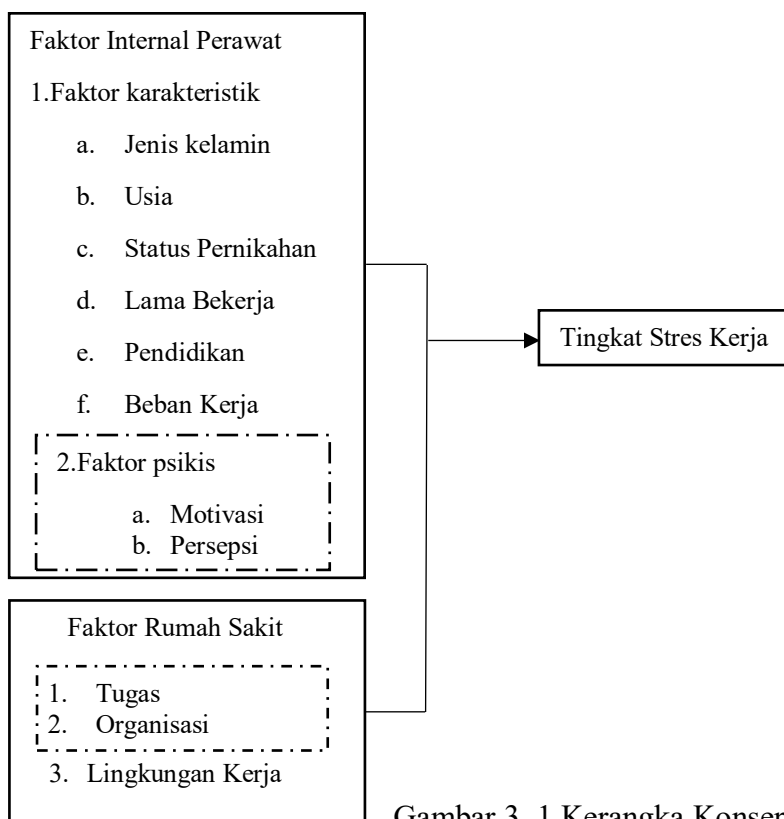 Faktor Internal Perawat
1.Faktor karakteristik
a. Jenis kelamin
b. Usia
c. Status Pernikahan
d. Lama Bekerja
e. Pendidikan
f. Beban Kerja
2.Faktor psikis
a. Motivasi
b. Persepsi
Tingkat Stres Kerja
Faktor Rumah Sakit
1. Tugas
2. Organisasi
3. Lingkungan Kerja
Gambar 3. 1 Kerangka Konsep